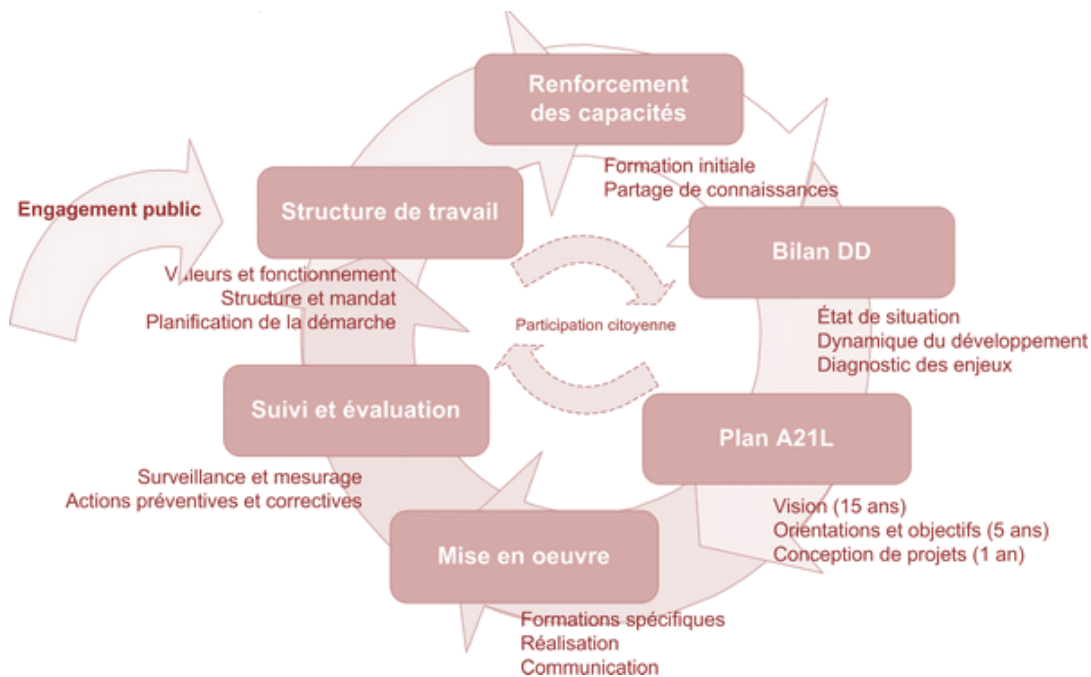 Renforcement
des capacités
Formation initiale
Partage de connaissances
Engagement public
Structure de travail
Valeurs et fonctionnement
Structure et mandat
Planification de la démarche
Bilan DD
État de situation
Dynamique du développement
Diagnostic des enjeux
Participation citoyenne
Suivi et évaluation
Surveillance et mesurage
Actions préventives et correctives
Plan A21L
Vision (15 ans)
Orientations et objectifs (5 ans)
Conception de projets (1 an)
Mise en oeuvre
Formations spécifiques
Réalisation
Communication